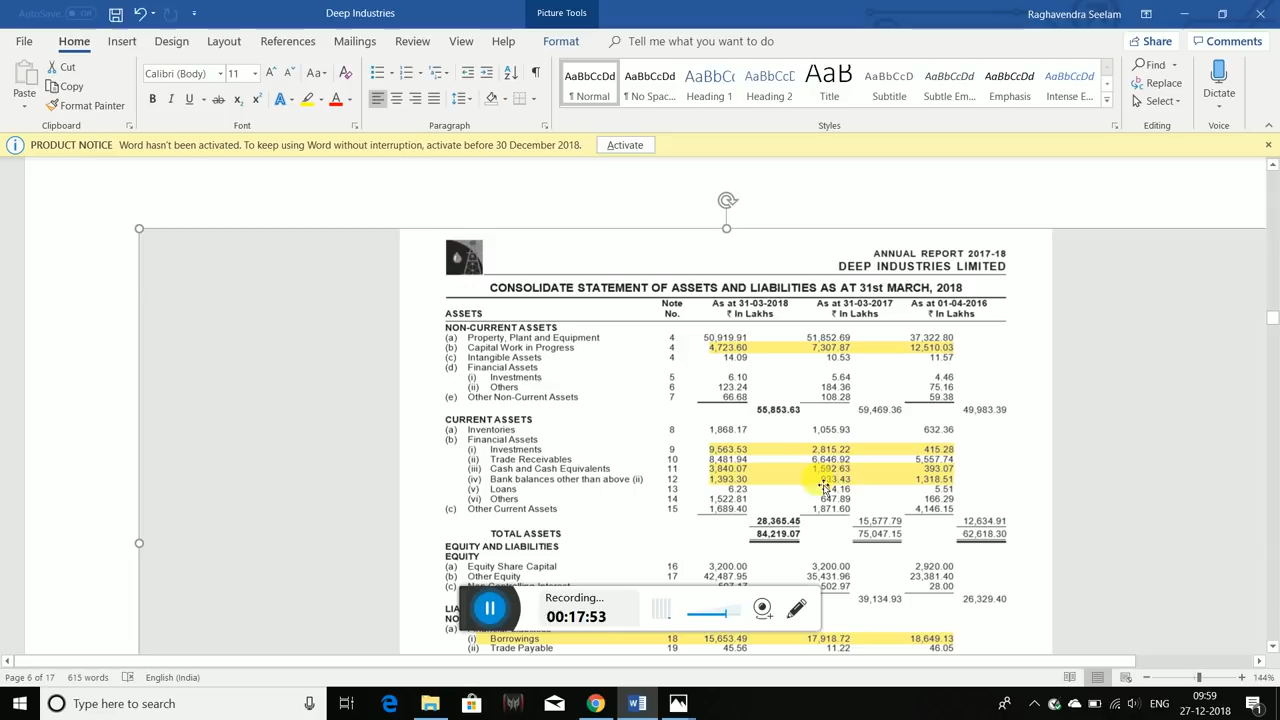 AutoSave Off Deep Industries Picture Tools Raghavendra Seelam
File Home Insert Design Layout References Mailings Review View Help Format Tell me what you want to do Share Comments
Paste Cut Copy Format Painter
Calibri (Body) 11
AaBbCcDd AaBbCcDd AaBbC AaBbCcD AaB AaBbCcD AaBbCcDd AaBbCcDd AaBbCcDd
¶ Normal ¶ No Spac... Heading 1 Heading 2 Title Subtitle Subtle Em... Emphasis Intense E...
Find Replace Select Dictate
Clipboard Font Paragraph Styles Editing Voice
PRODUCT NOTICE Word hasn't been activated. To keep using Word without interruption, activate before 30 December 2018. Activate
ANNUAL REPORT 2017-18
DEEP INDUSTRIES LIMITED
CONSOLIDATE STATEMENT OF ASSETS AND LIABILITIES AS AT 31st MARCH, 2018
Note As at 31-03-2018 As at 31-03-2017 As at 01-04-2016
ASSETS No. ₹ In Lakhs ₹ In Lakhs ₹ In Lakhs
NON-CURRENT ASSETS
(a) Property, Plant and Equipment 4 50,919.91 51,852.69 37,322.80
(b) Capital Work in Progress 4 4,723.60 7,307.87 12,510.03
(c) Intangible Assets 4 14.09 10.53 11.57
(d) Financial Assets
(i) Investments 5 6.10 5.64 4.46
(ii) Others 6 123.24 184.36 75.16
(e) Other Non-Current Assets 7 66.68 108.28 59.38
55,853.63 59,469.36 49,983.39
CURRENT ASSETS
(a) Inventories 8 1,868.17 1,055.93 632.36
(b) Financial Assets
(i) Investments 9 9,563.53 2,815.22 415.28
(ii) Trade Receivables 10 8,481.94 6,646.92 5,557.74
(iii) Cash and Cash Equivalents 11 3,840.07 1,592.63 393.07
(iv) Bank balances other than above (ii) 12 1,393.30 1,318.51
(v) Loans 13 6.23 5.51
(vi) Others 14 1,522.81 647.89 166.29
(c) Other Current Assets 15 1,689.40 1,871.60 4,146.15
28,365.45 15,577.79 12,634.91
TOTAL ASSETS 84,219.07 75,047.15 62,618.30
EQUITY AND LIABILITIES
EQUITY
(a) Equity Share Capital 16 3,200.00 3,200.00 2,920.00
(b) Other Equity 17 42,487.95 35,431.96 23,381.40
(c) 502.97 28.00
39,134.93 26,329.40
(i) Borrowings 18 15,653.49 17,918.72 18,649.13
(ii) Trade Payable 19 45.56 11.22 46.05
Recording...
00:17:53
Page 6 of 17 615 words English (India) 144%
Type here to search
09:59
27-12-2018